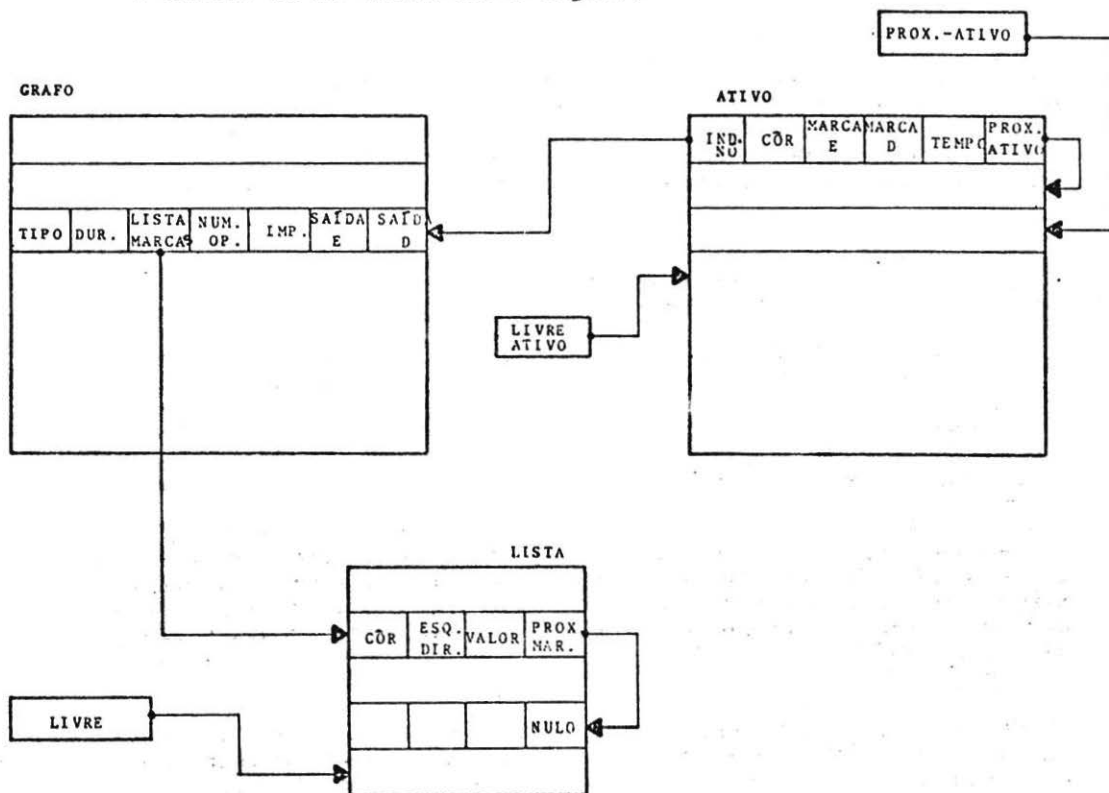 PROX.-ATIVO
GRAFO
ATIVO
IND. NÓ
CÔR
MARCA E
MARCA D
TEMPO
PROX. ATIVO
TIPO
DUR.
LISTA MARCAS
NUM. OP.
IMP.
SAÍDA E
SAÍDA D
LIVRE ATIVO
LISTA
CÔR
ESQ. DIR.
VALOR
PROX MAR.
NULO
LIVRE